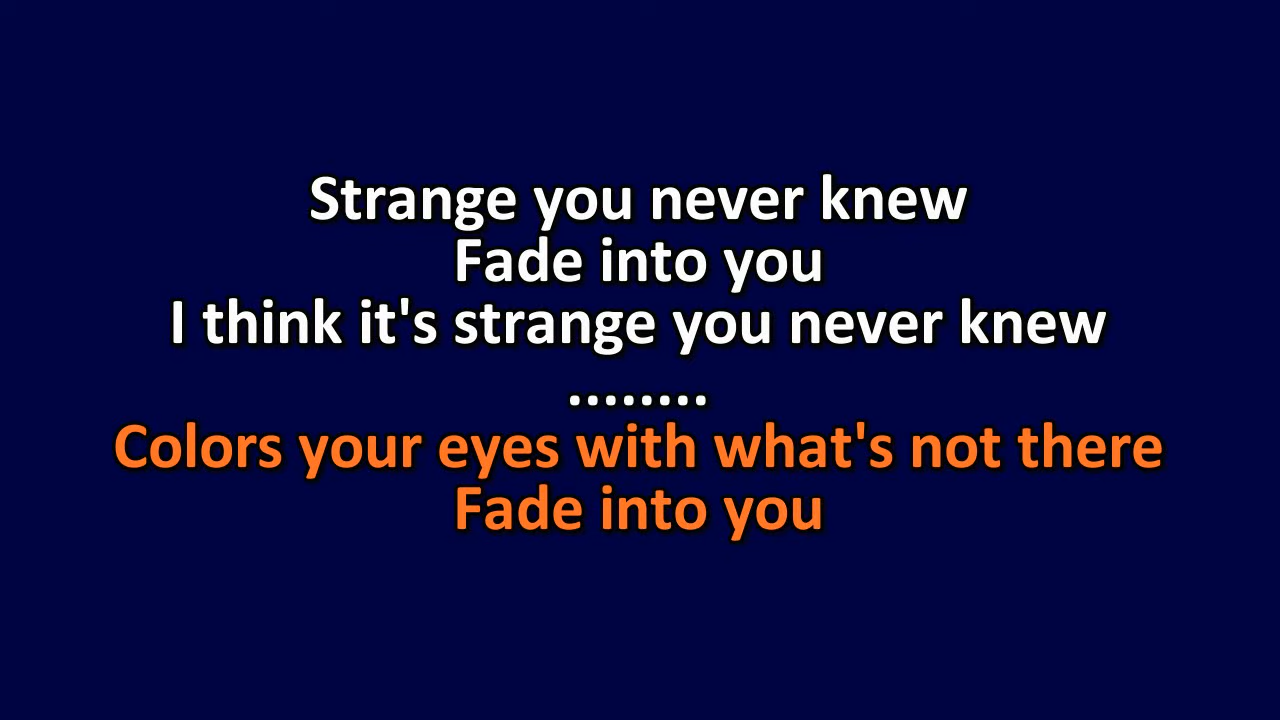 Strange you never knew
Fade into you
I think it's strange you never knew
........
Colors your eyes with what's not there
Fade into you